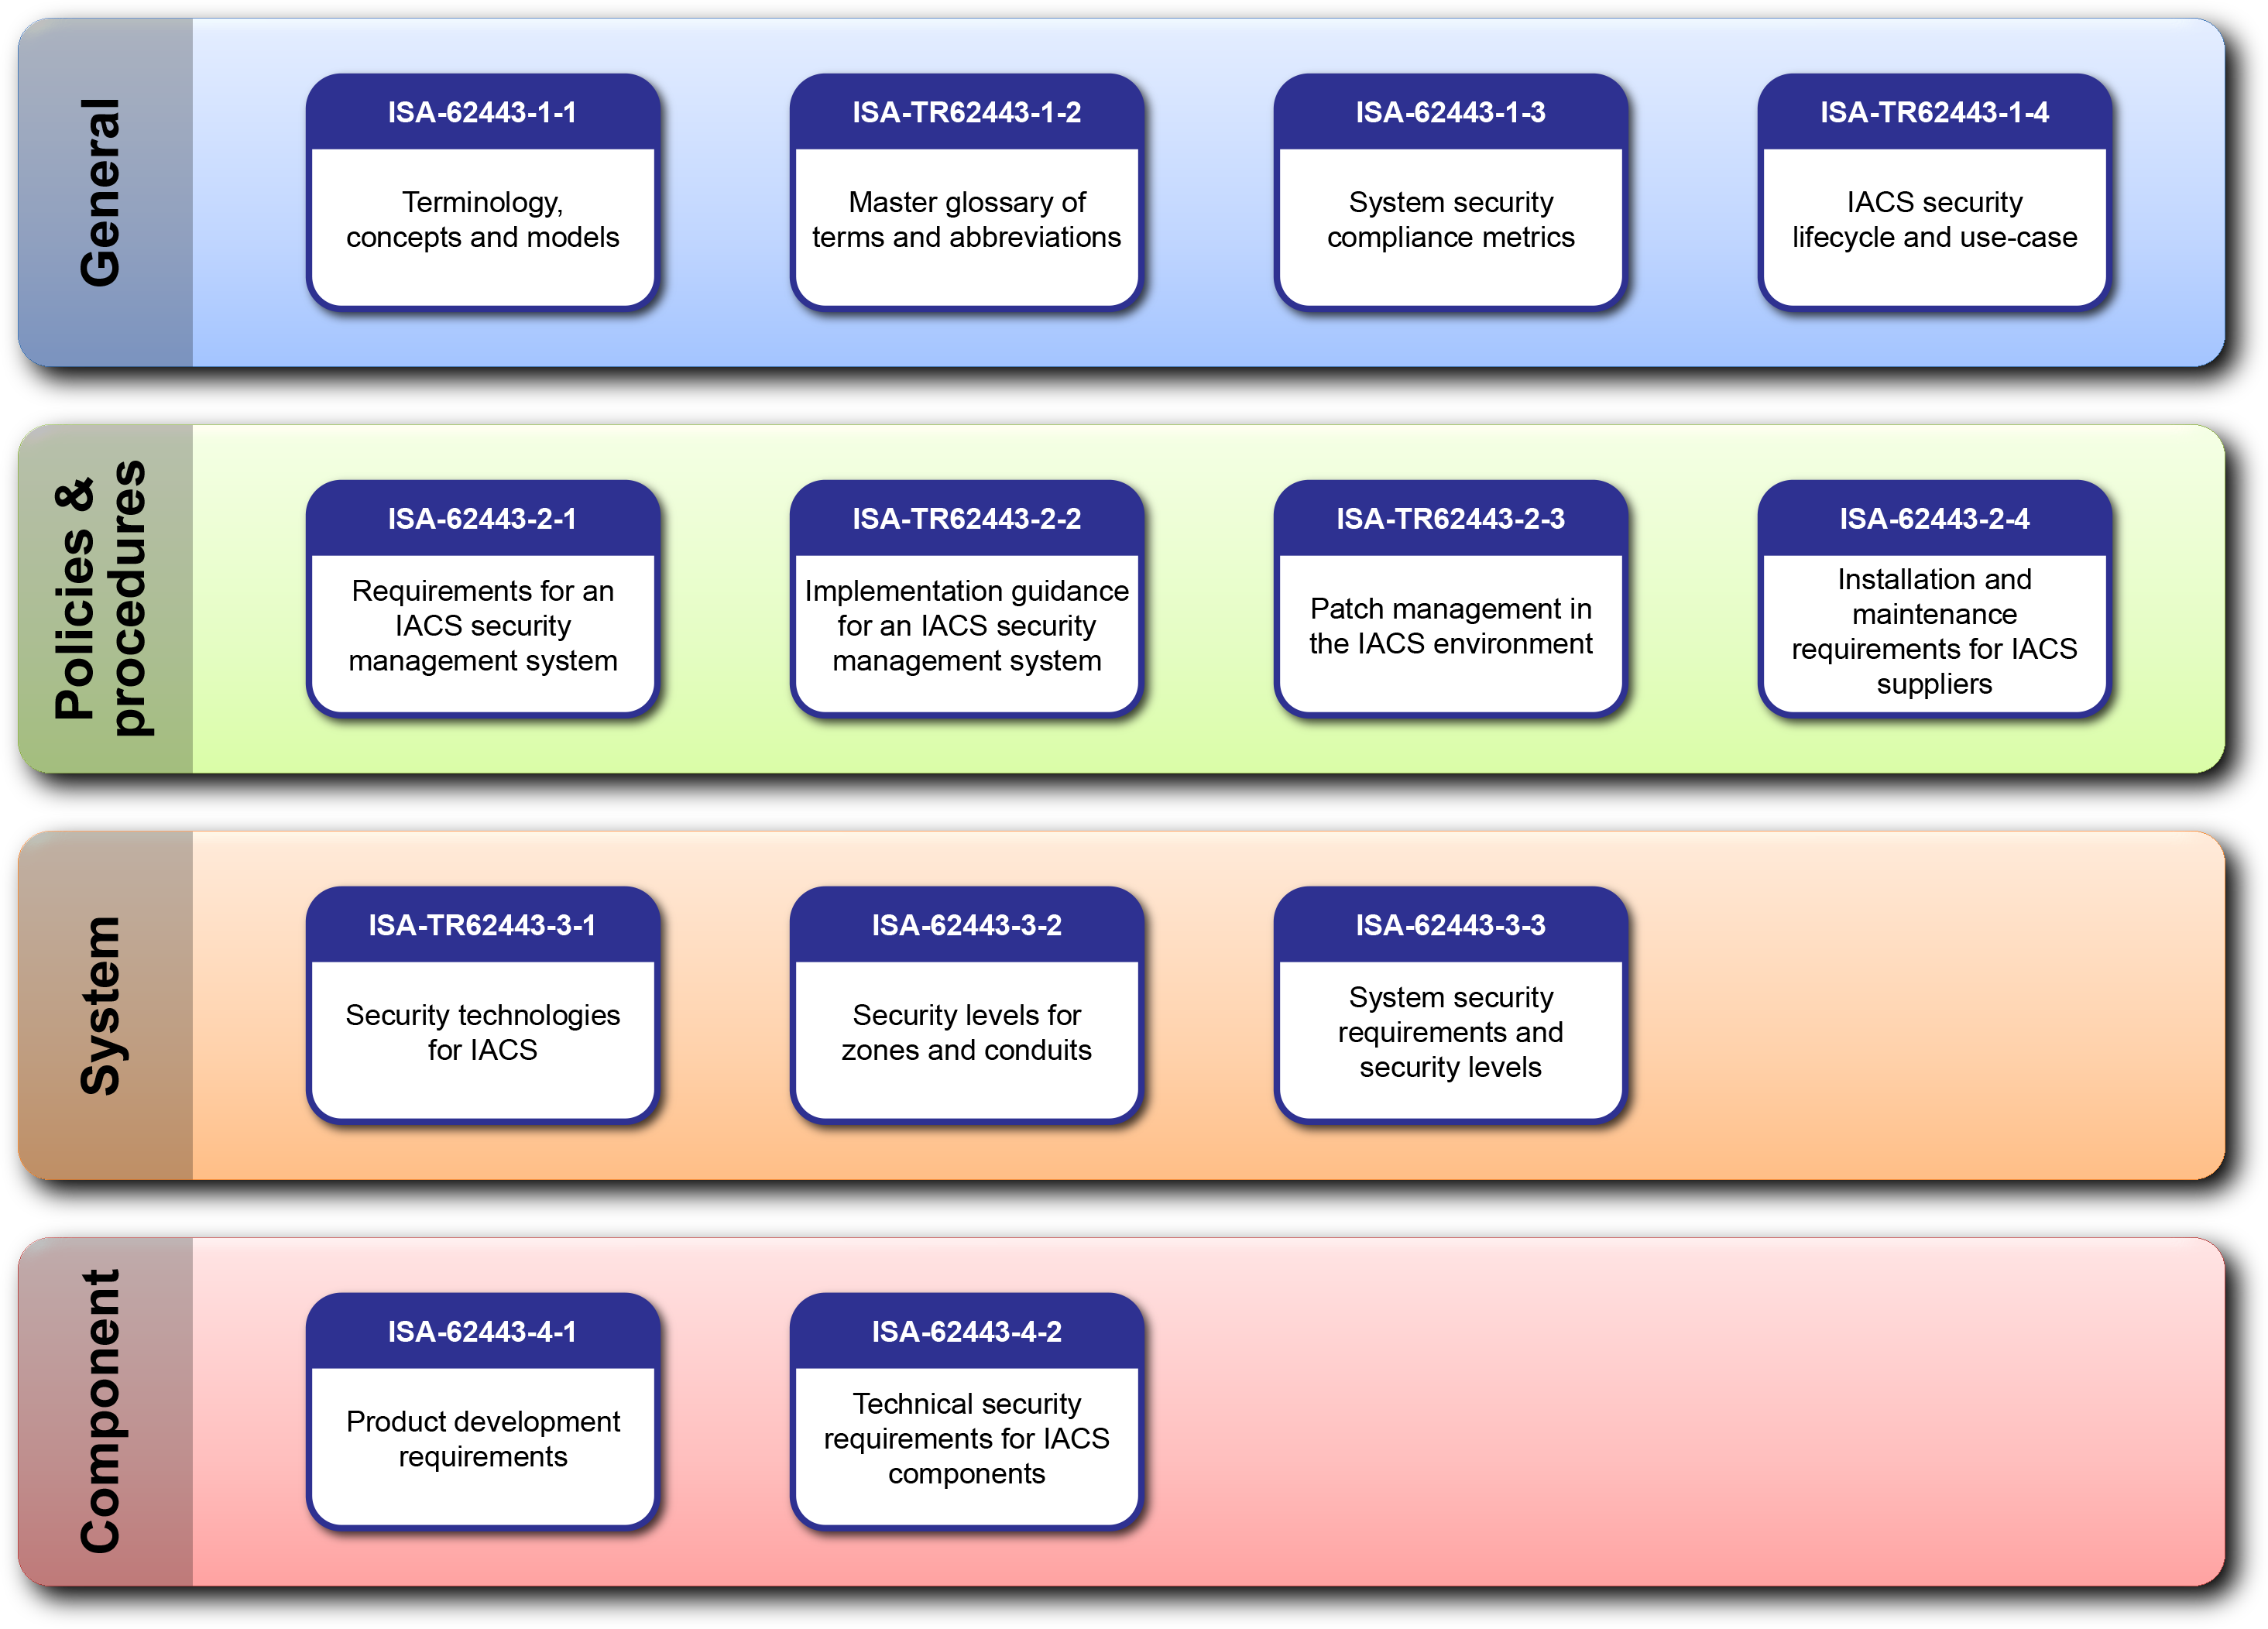 General
ISA-62443-1-1
Terminology,
concepts and models
ISA-TR62443-1-2
Master glossary of
terms and abbreviations
ISA-62443-1-3
System security
compliance metrics
ISA-TR62443-1-4
IACS security
lifecycle and use-case
Policies &
procedures
ISA-62443-2-1
Requirements for an
IACS security
management system
ISA-TR62443-2-2
Implementation guidance
for an IACS security
management system
ISA-TR62443-2-3
Patch management in
the IACS environment
ISA-62443-2-4
Installation and
maintenance
requirements for IACS
suppliers
System
ISA-TR62443-3-1
Security technologies
for IACS
ISA-62443-3-2
Security levels for
zones and conduits
ISA-62443-3-3
System security
requirements and
security levels
Component
ISA-62443-4-1
Product development
requirements
ISA-62443-4-2
Technical security
requirements for IACS
components